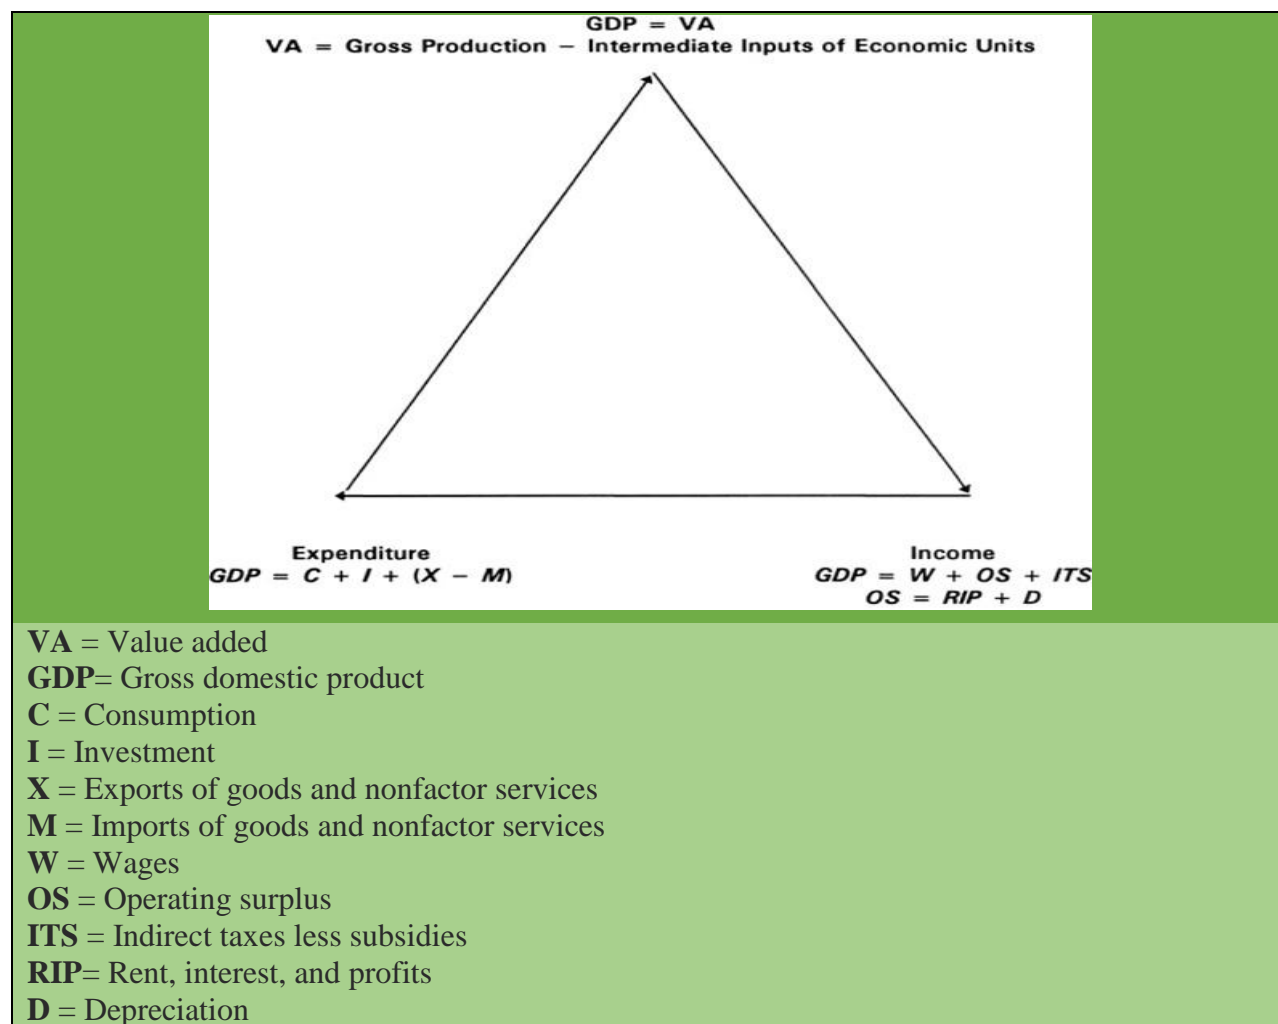 GDP = VA
VA = Gross Production – Intermediate Inputs of Economic Units
Expenditure
GDP = C + I + (X – M)
Income
GDP = W + OS + ITS
OS = RIP + D
VA = Value added
GDP= Gross domestic product
C = Consumption
I = Investment
X = Exports of goods and nonfactor services
M = Imports of goods and nonfactor services
W = Wages
OS = Operating surplus
ITS = Indirect taxes less subsidies
RIP= Rent, interest, and profits
D = Depreciation